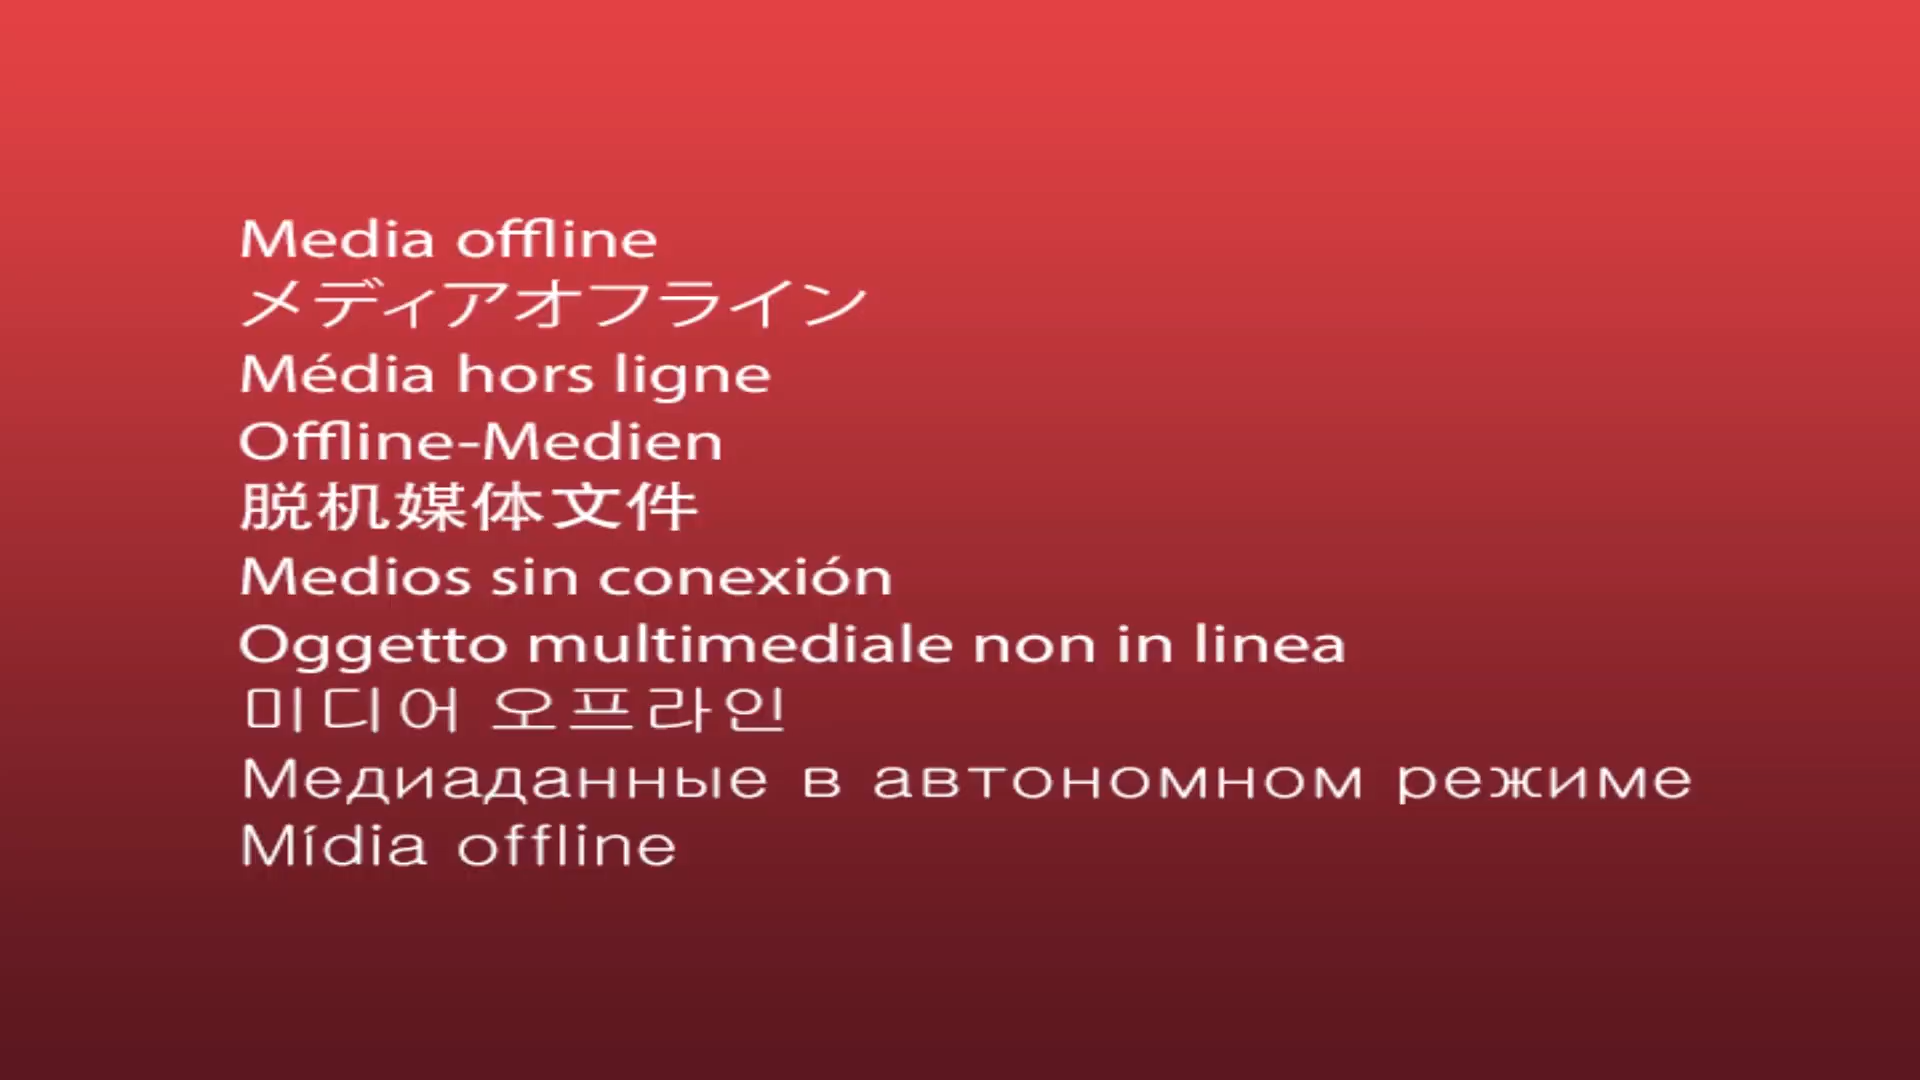 Media offline
メディアオフライン
Média hors ligne
Offline-Medien
脱机媒体文件
Medios sin conexión
Oggetto multimediale non in linea
미디어 오프라인
Медиаданные в автономном режиме
Mídia offline